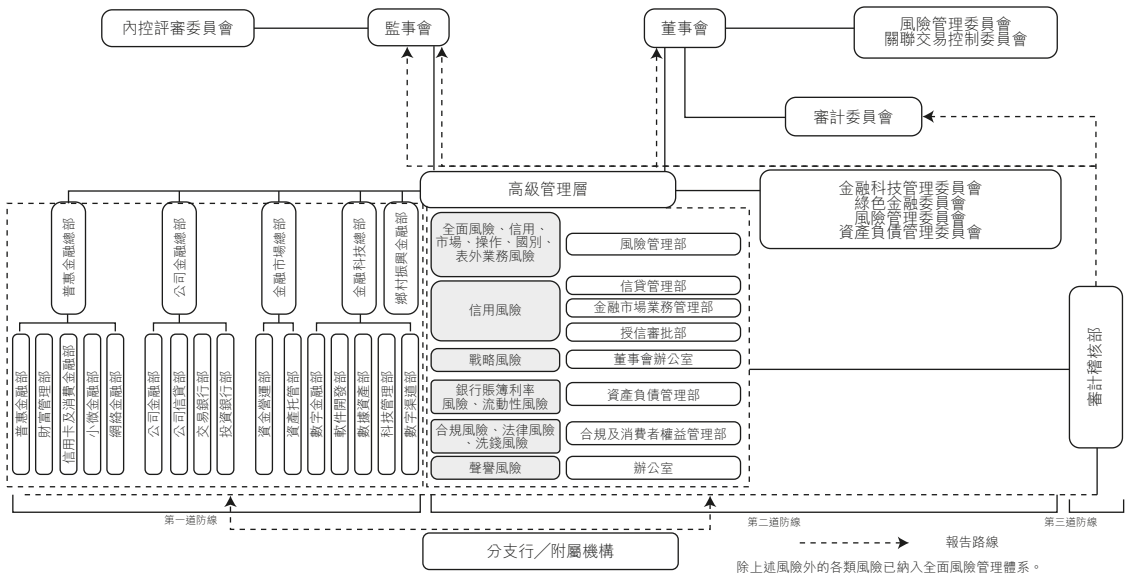 內控評審委員會
監事會
董事會
風險管理委員會
關聯交易控制委員會
審計委員會
高級管理層
金融科技管理委員會
綠色金融委員會
風險管理委員會
資產負債管理委員會
普惠金融總部
公司金融總部
金融市場總部
金融科技總部
鄉村振興金融部
普惠金融部
財富管理部
信用卡及消費金融部
小微金融部
網絡金融部
公司金融部
公司信貸部
交易銀行部
投資銀行部
資金營運部
資產托管部
數字金融部
軟件開發部
數據資產部
科技管理部
數字渠道部
全面風險、信用、
市場、操作、國別、
表外業務風險
風險管理部
信用風險
信貸管理部
金融市場業務管理部
授信審批部
戰略風險
董事會辦公室
銀行賬簿利率
風險、流動性風險
資產負債管理部
合規風險、法律風險
、洗錢風險
合規及消費者權益管理部
聲譽風險
辦公室
審計稽核部
第一道防線
第二道防線
第三道防線
分支行／附屬機構
報告路線
除上述風險外的各類風險已納入全面風險管理體系。